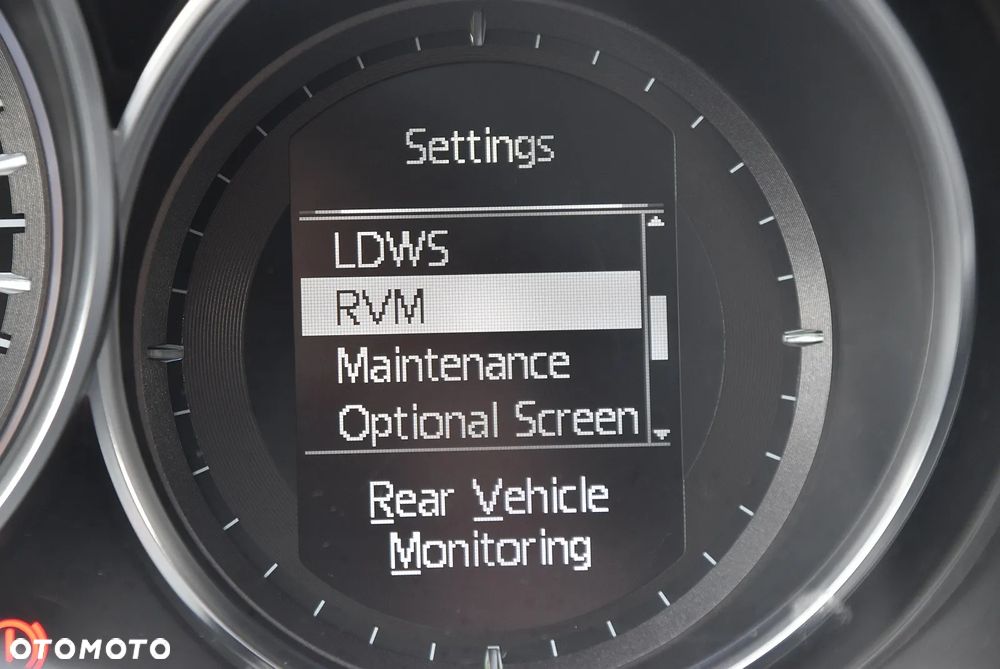 Settings
LDWS
RVM
Maintenance
Optional Screen
Rear Vehicle
Monitoring
OTOMOTO